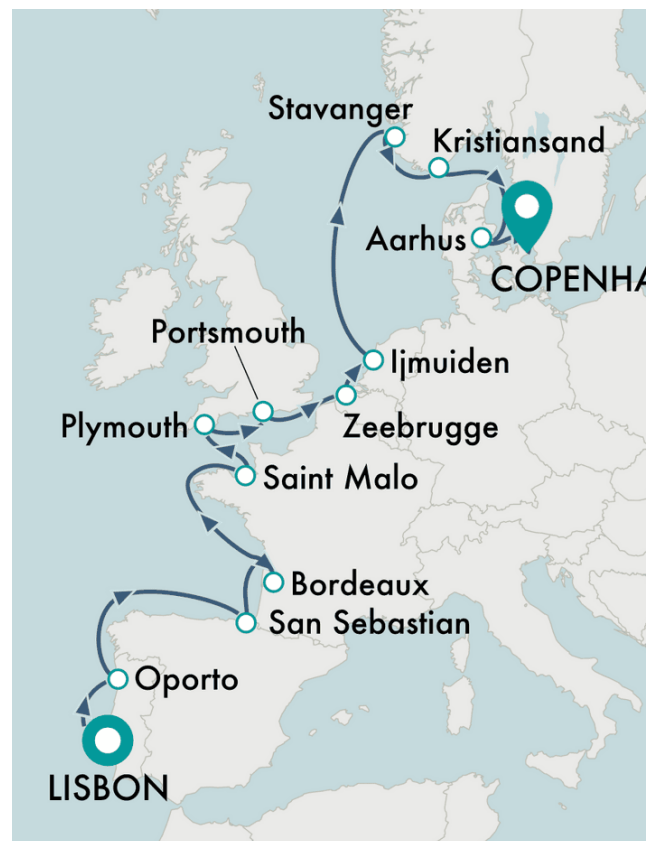 Stavanger
Kristiansand
Aarhus
COPENHA
Portsmouth
Ijmuiden
Plymouth
Zeebrugge
Saint Malo
Bordeaux
San Sebastian
Oporto
LISBON